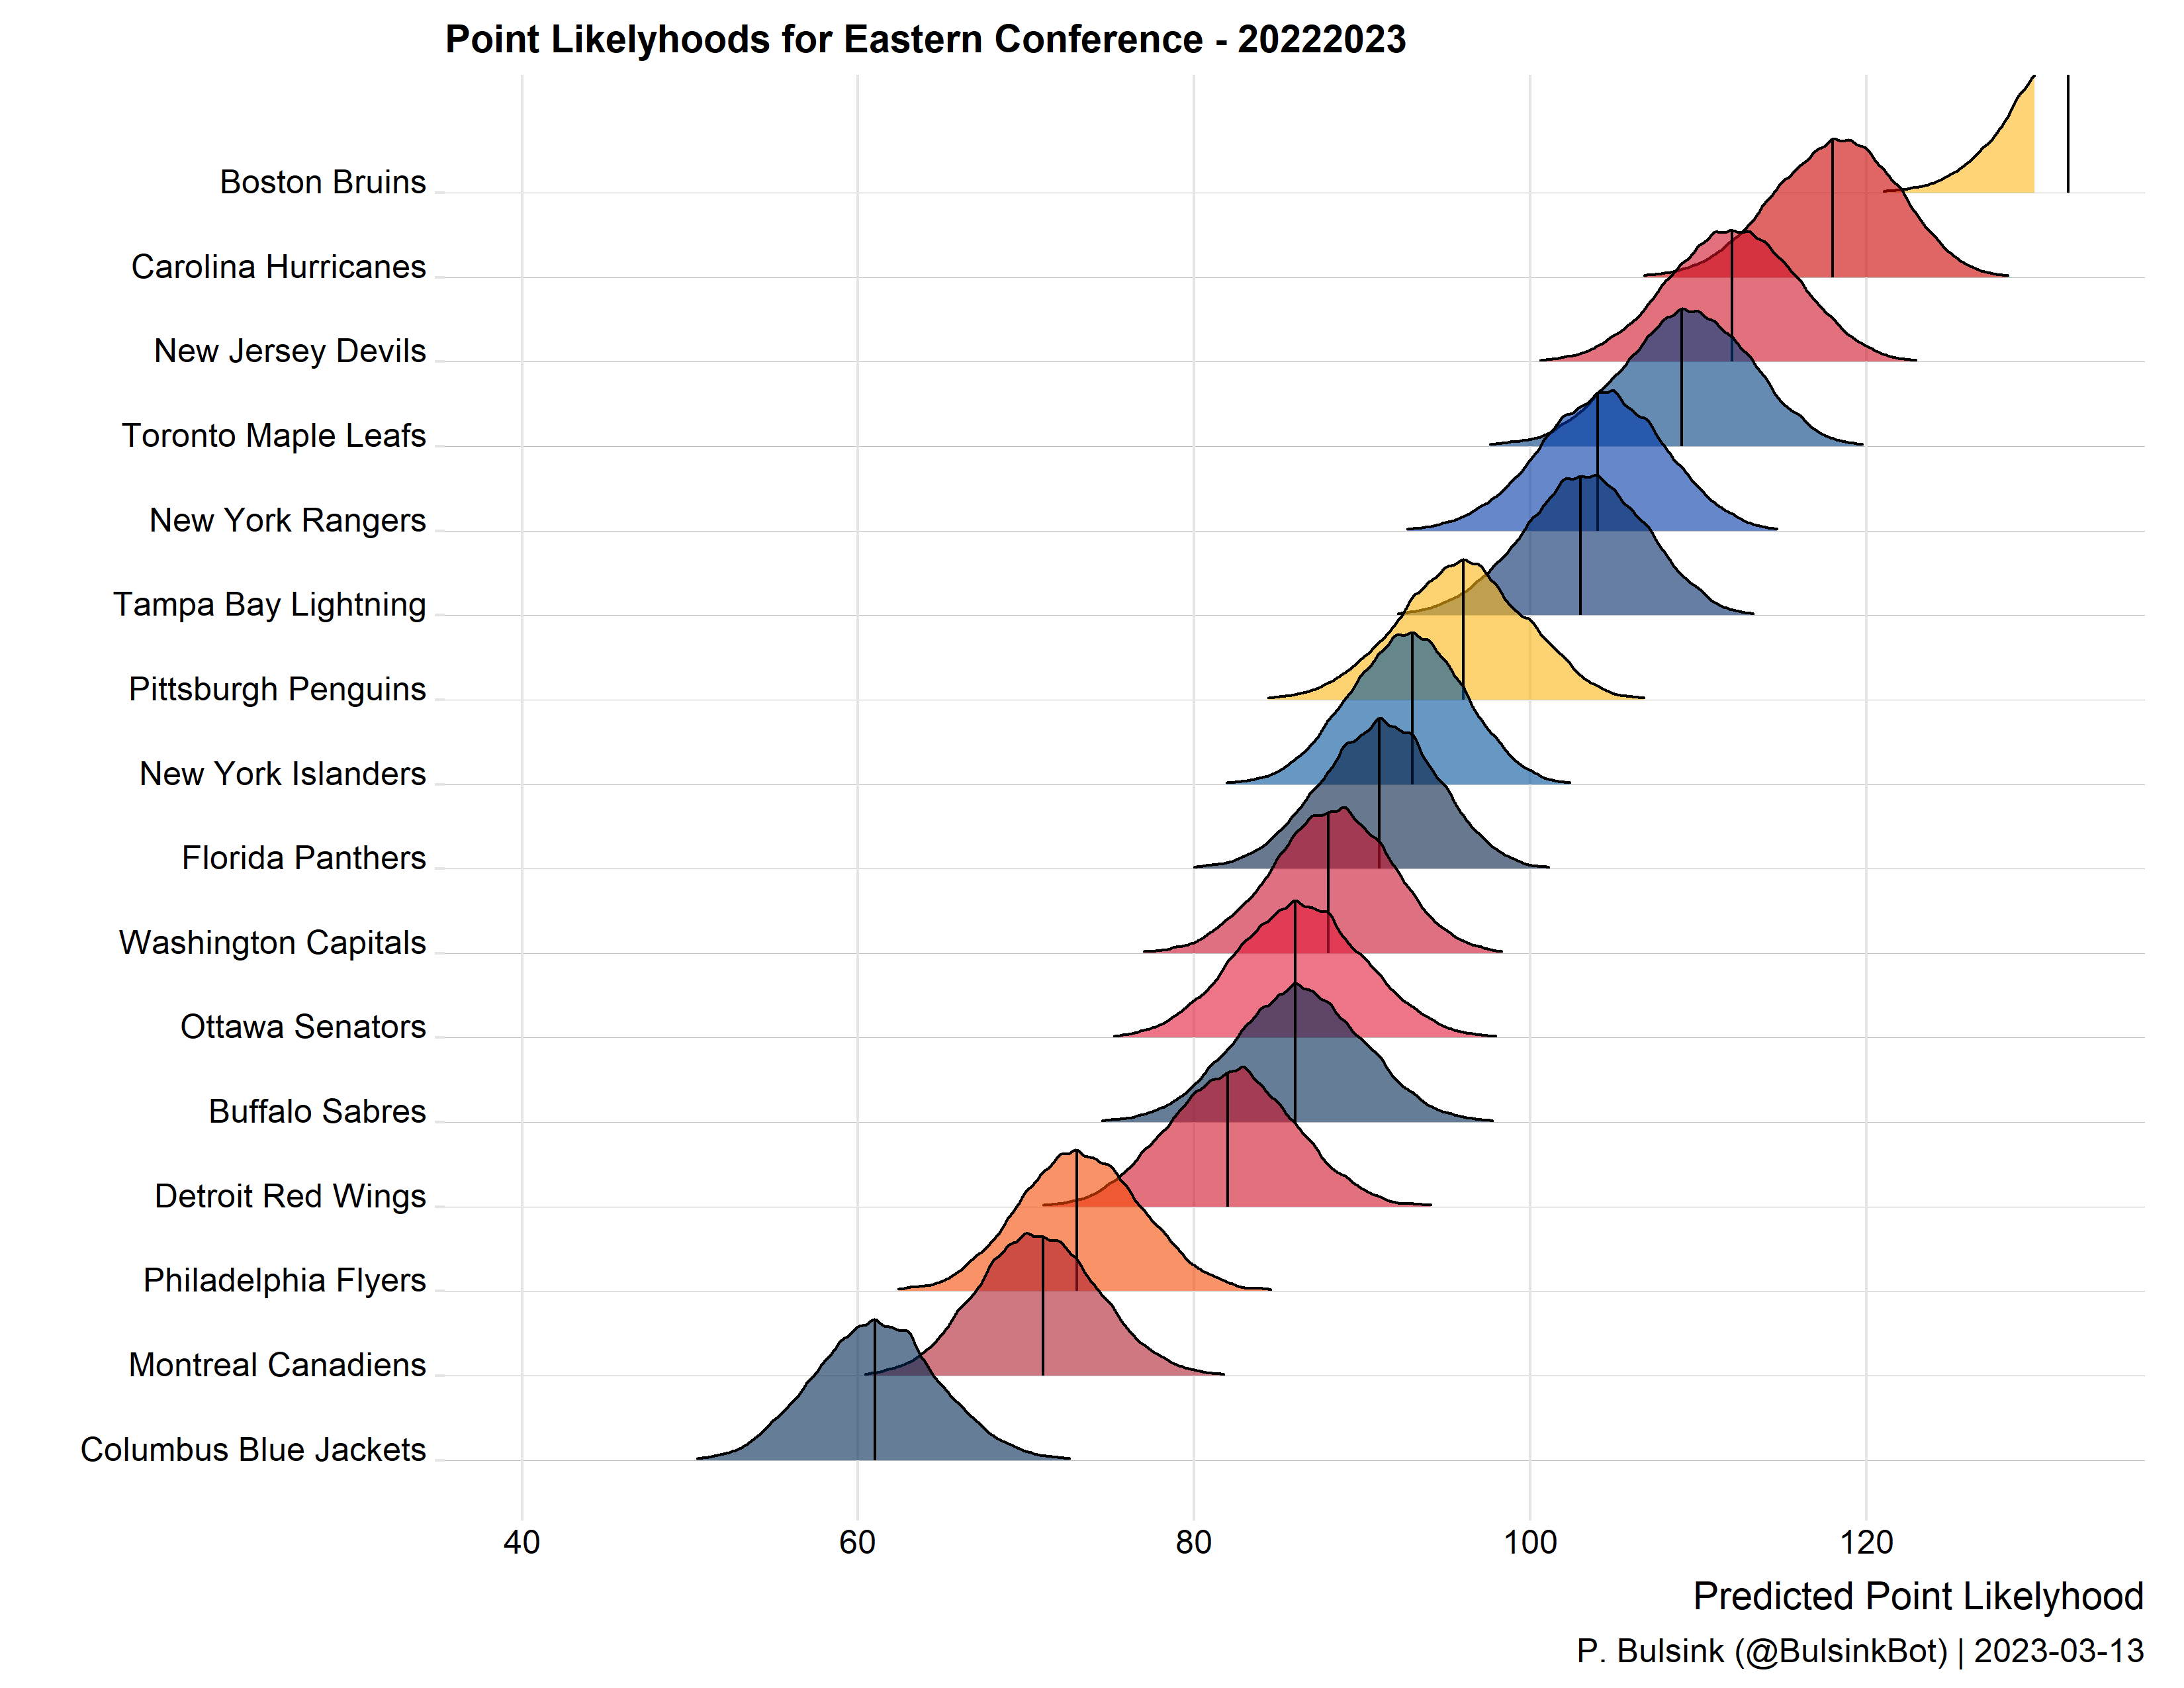 Point Likelyhoods for Eastern Conference - 20222023
Boston Bruins
Carolina Hurricanes
New Jersey Devils
Toronto Maple Leafs
New York Rangers
Tampa Bay Lightning
Pittsburgh Penguins
New York Islanders
Florida Panthers
Washington Capitals
Ottawa Senators
Buffalo Sabres
Detroit Red Wings
Philadelphia Flyers
Montreal Canadiens
Columbus Blue Jackets
40 60 80 100 120
Predicted Point Likelyhood
P. Bulsink (@BulsinkBot) | 2023-03-13